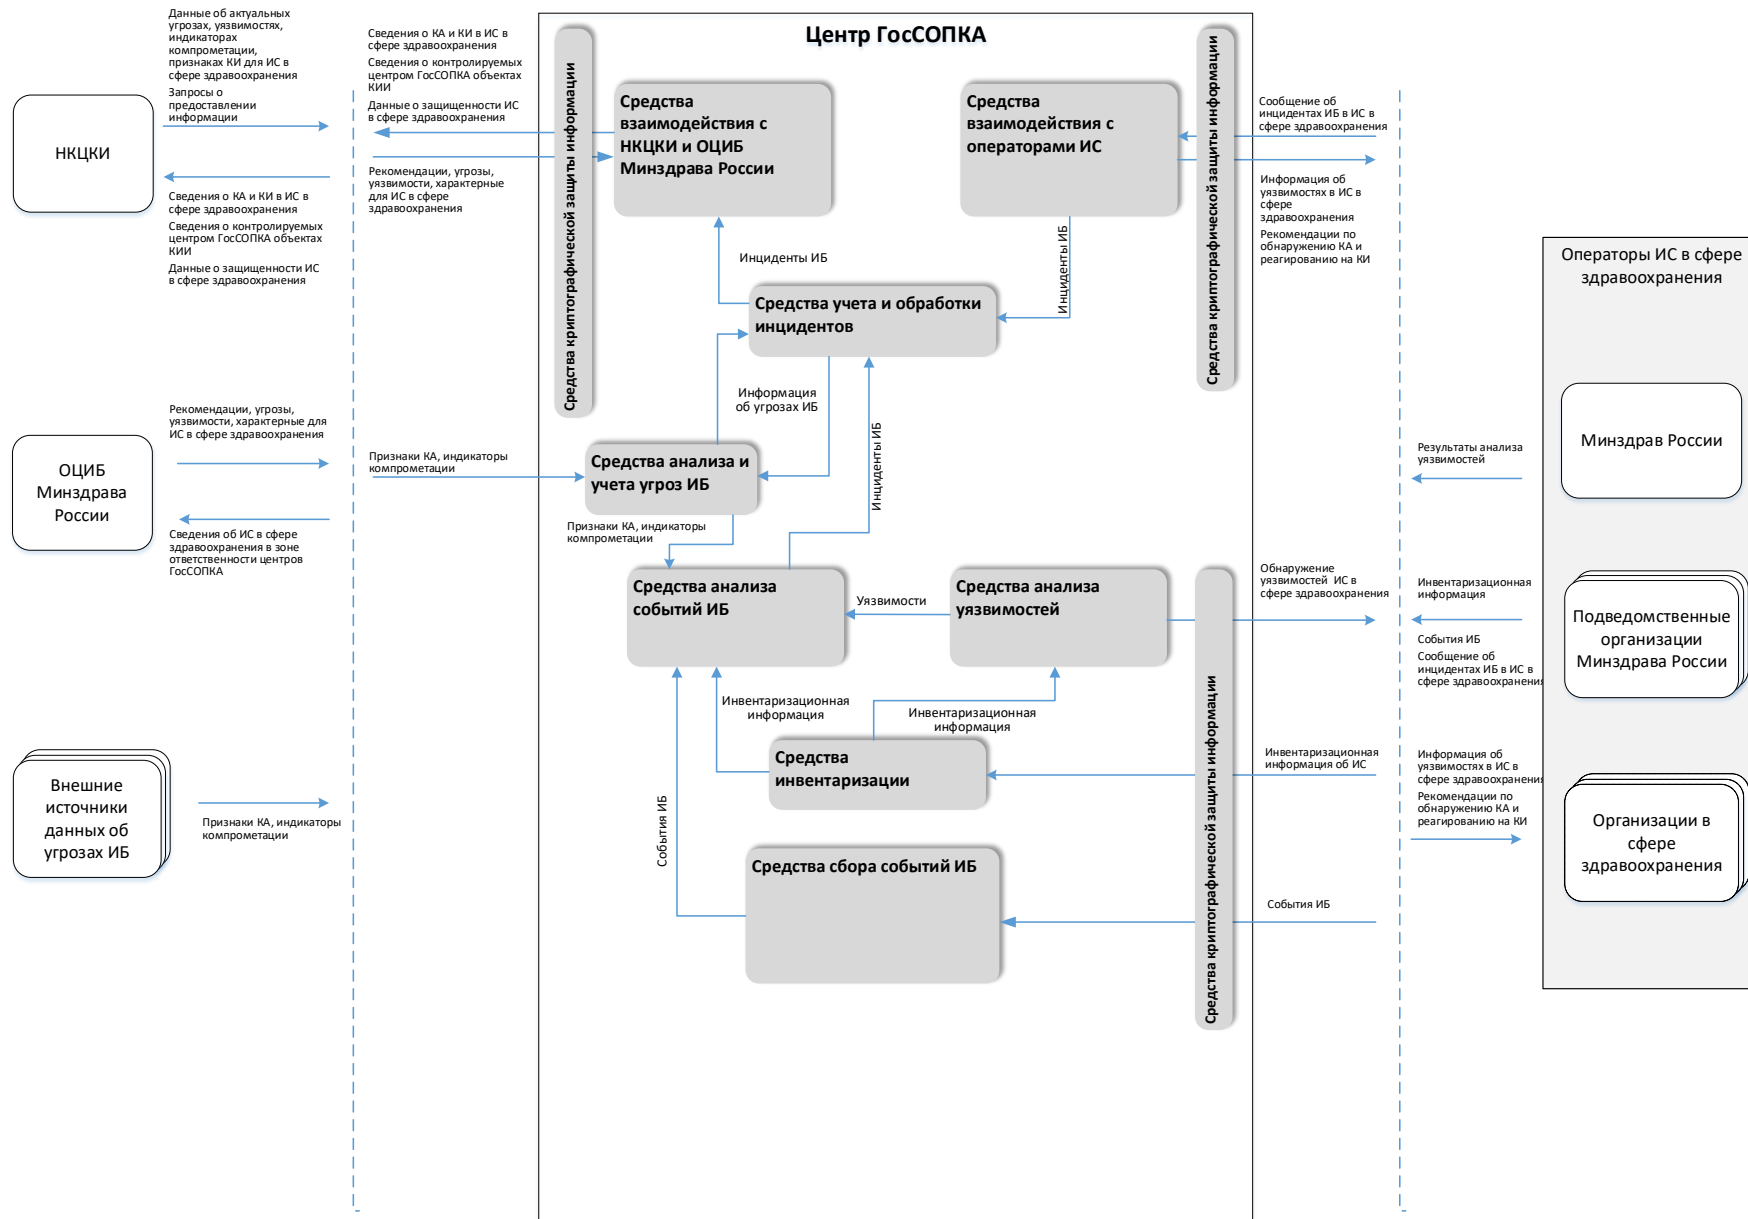 Центр ГосСОПКА
Данные об актуальных
угрозах, уязвимостях,
индикаторах
компрометации,
признаках КИ для ИС в
сфере здравоохранения
Запросы о
предоставлении
информации
НКЦКИ
Сведения о КА и КИ в ИС в
сфере здравоохранения
Сведения о контролируемых
центром ГосСОПКА объектах
КИИ
Данные о защищенности ИС
в сфере здравоохранения
Сведения о КА и КИ в ИС в
сфере здравоохранения
Сведения о контролируемых
центром ГосСОПКА объектах
КИИ
Данные о защищенности ИС
в сфере здравоохранения
Рекомендации, угрозы,
уязвимости, характерные
для ИС в сфере
здравоохранения
Средства криптографической защиты информации
Средства
взаимодействия с
НКЦКИ и ОЦИБ
Минздрава России
Средства
взаимодействия с
операторами ИС
Средства криптографической защиты информации
Сообщение об
инцидентах ИБ в ИС в
сфере здравоохранения
Информация об
уязвимостях в ИС в
сфере
здравоохранения
Рекомендации по
обнаружению КА и
реагированию на КИ
Инциденты ИБ
Инциденты ИБ
Средства учета и обработки
инцидентов
Информация
об угрозах ИБ
Инциденты ИБ
Рекомендации, угрозы,
уязвимости, характерные для
ИС в сфере здравоохранения
ОЦИБ
Минздрава
России
Сведения об ИС в сфере
здравоохранения в зоне
ответственности центров
ГосСОПКА
Признаки КА, индикаторы
компрометации
Средства анализа и
учета угроз ИБ
Признаки КА, индикаторы
компрометации
Средства анализа
событий ИБ
Уязвимости
Средства анализа
уязвимостей
Средства криптографической защиты информации
Обнаружение
уязвимостей ИС в
сфере здравоохранения
Инвентаризационная
информация
Инвентаризационная
информация
Средства
инвентаризации
Инвентаризационная
информация об ИС
События ИБ
Средства сбора событий ИБ
События ИБ
Внешние
источники
данных об
угрозах ИБ
Признаки КА, индикаторы
компрометации
Операторы ИС в сфере
здравоохранения
Минздрав России
Результаты анализа
уязвимостей
Инвентаризационная
информация
События ИБ
Сообщение об
инцидентах ИБ в ИС в
сфере здравоохранения
Подведомственные
организации
Минздрава России
Информация об
уязвимостях в ИС в
сфере здравоохранения
Рекомендации по
обнаружению КА и
реагированию на КИ
Организации в
сфере
здравоохранения